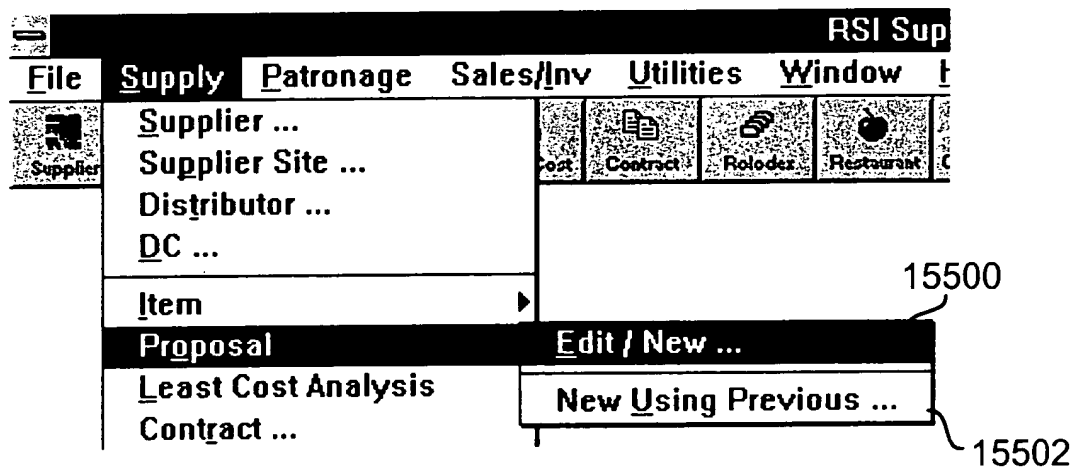 RSI Sup
File Supply Patronage Sales/Inv Utilities Window H
Supplier Cost Contract Rolodex Restaurant
Supplier ...
Supplier Site ...
Distributor ...
DC ...
Item
Proposal
Least Cost Analysis
Contract ...
Edit / New ...
New Using Previous ...
15500
15502